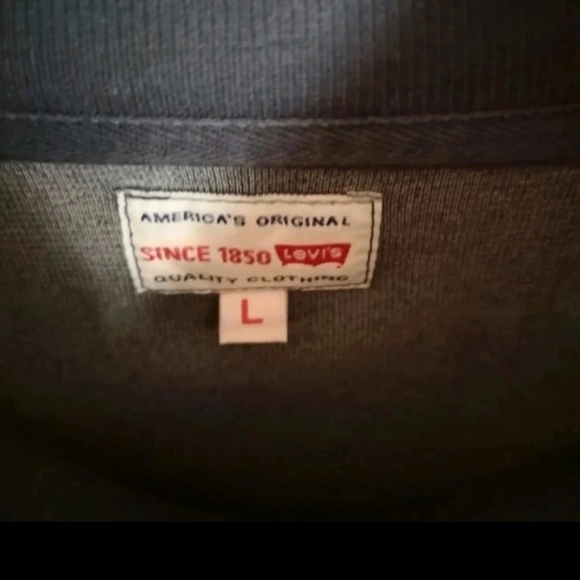 AMERICA'S ORIGINAL
SINCE 1850 LEVI'S
QUALITY CLOTHING
L